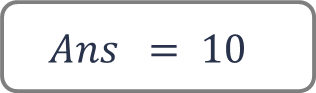 Ans = 10